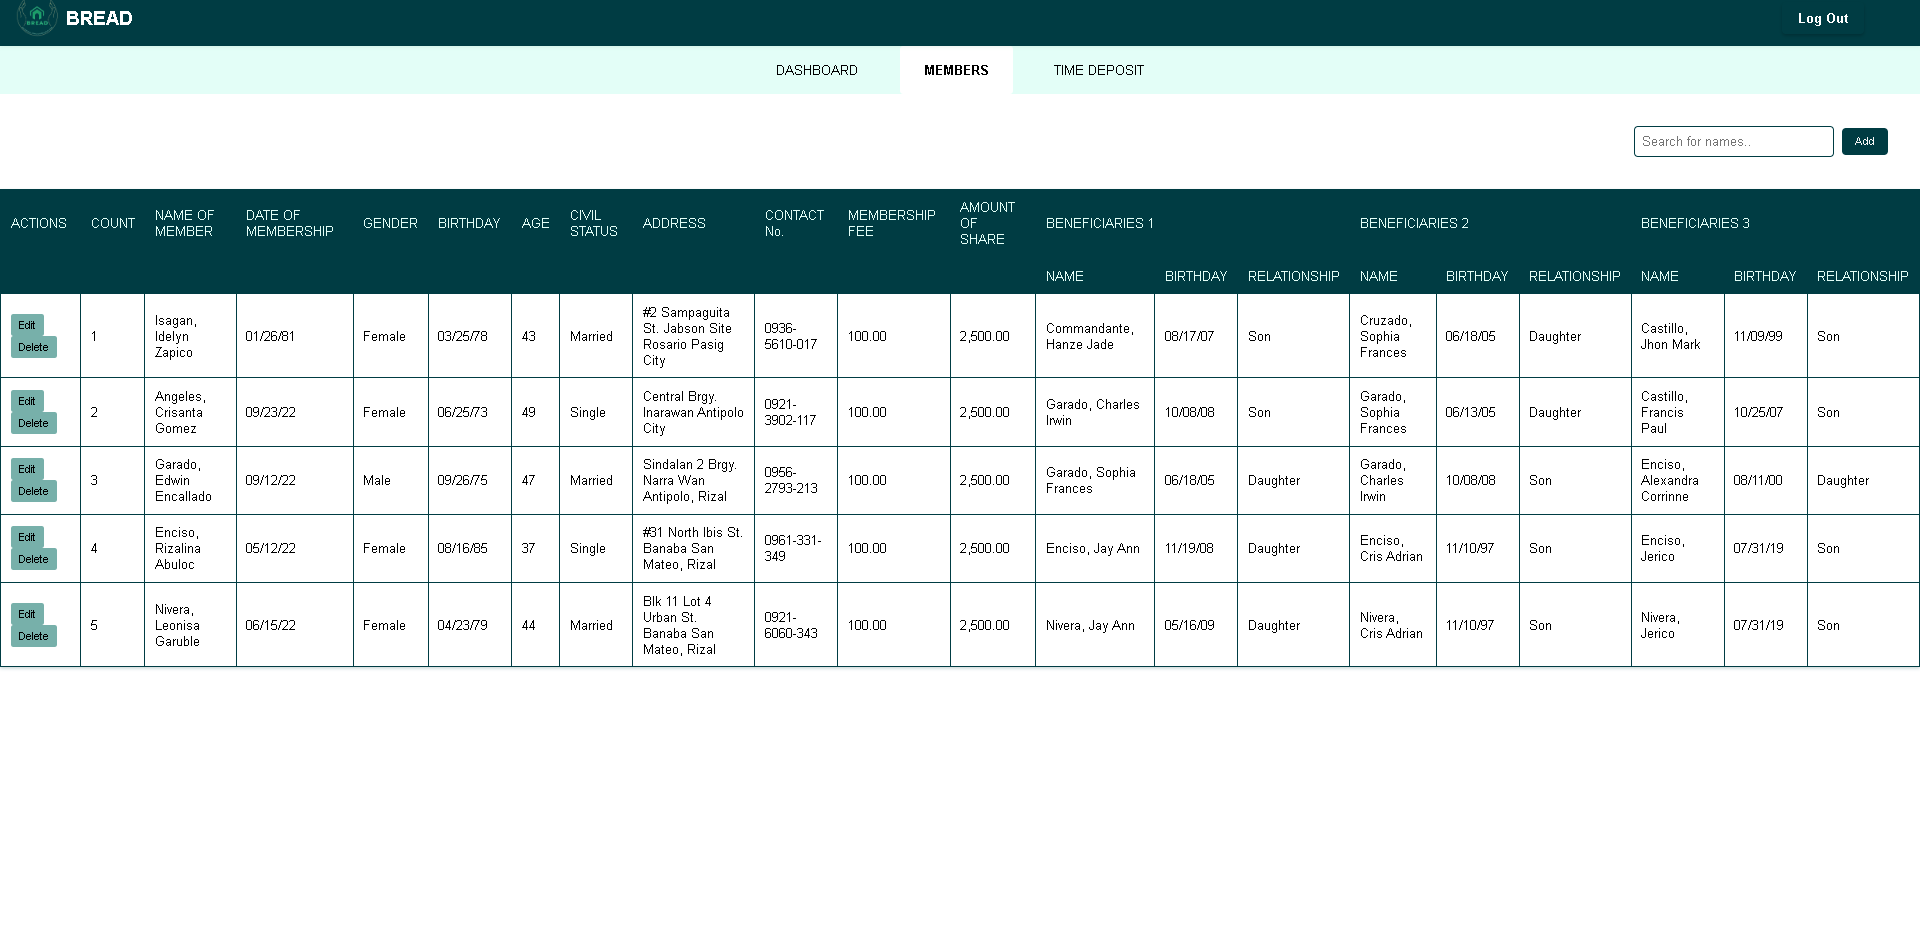 BREAD
BREAD
Log Out
DASHBOARD
MEMBERS
TIME DEPOSIT
Search for names..
Add
ACTIONS COUNT NAME OF MEMBER DATE OF MEMBERSHIP GENDER BIRTHDAY AGE CIVIL STATUS ADDRESS CONTACT No. MEMBERSHIP FEE AMOUNT OF SHARE BENEFICIARIES 1 BENEFICIARIES 2 BENEFICIARIES 3
NAME BIRTHDAY RELATIONSHIP NAME BIRTHDAY RELATIONSHIP NAME BIRTHDAY RELATIONSHIP
Edit Delete 1 Isagan, Idelyn Zapico 01/26/81 Female 03/25/78 43 Married #2 Sampaguita St. Jabson Site Rosario Pasig City 0936-5610-017 100.00 2,500.00 Commandante, Hanze Jade 08/17/07 Son Cruzado, Sophia Frances 06/18/05 Daughter Castillo, Jhon Mark 11/09/99 Son
Edit Delete 2 Angeles, Crisanta Gomez 09/23/22 Female 06/25/73 49 Single Central Brgy. Inarawan Antipolo City 0921-3902-117 100.00 2,500.00 Garado, Charles Irwin 10/08/08 Son Garado, Sophia Frances 06/13/05 Daughter Castillo, Francis Paul 10/25/07 Son
Edit Delete 3 Garado, Edwin Encallado 09/12/22 Male 09/26/75 47 Married Sindalan 2 Brgy. Narra Wan Antipolo, Rizal 0956-2793-213 100.00 2,500.00 Garado, Sophia Frances 06/18/05 Daughter Garado, Charles Irwin 10/08/08 Son Enciso, Alexandra Corrinne 08/11/00 Daughter
Edit Delete 4 Enciso, Rizalina Abuloc 05/12/22 Female 08/16/85 37 Single #31 North Ibis St. Banaba San Mateo, Rizal 0961-331-349 100.00 2,500.00 Enciso, Jay Ann 11/19/08 Daughter Enciso, Cris Adrian 11/10/97 Son Enciso, Jerico 07/31/19 Son
Edit Delete 5 Nivera, Leonisa Garuble 06/15/22 Female 04/23/79 44 Married Blk 11 Lot 4 Urban St. Banaba San Mateo, Rizal 0921-6060-343 100.00 2,500.00 Nivera, Jay Ann 05/16/09 Daughter Nivera, Cris Adrian 11/10/97 Son Nivera, Jerico 07/31/19 Son